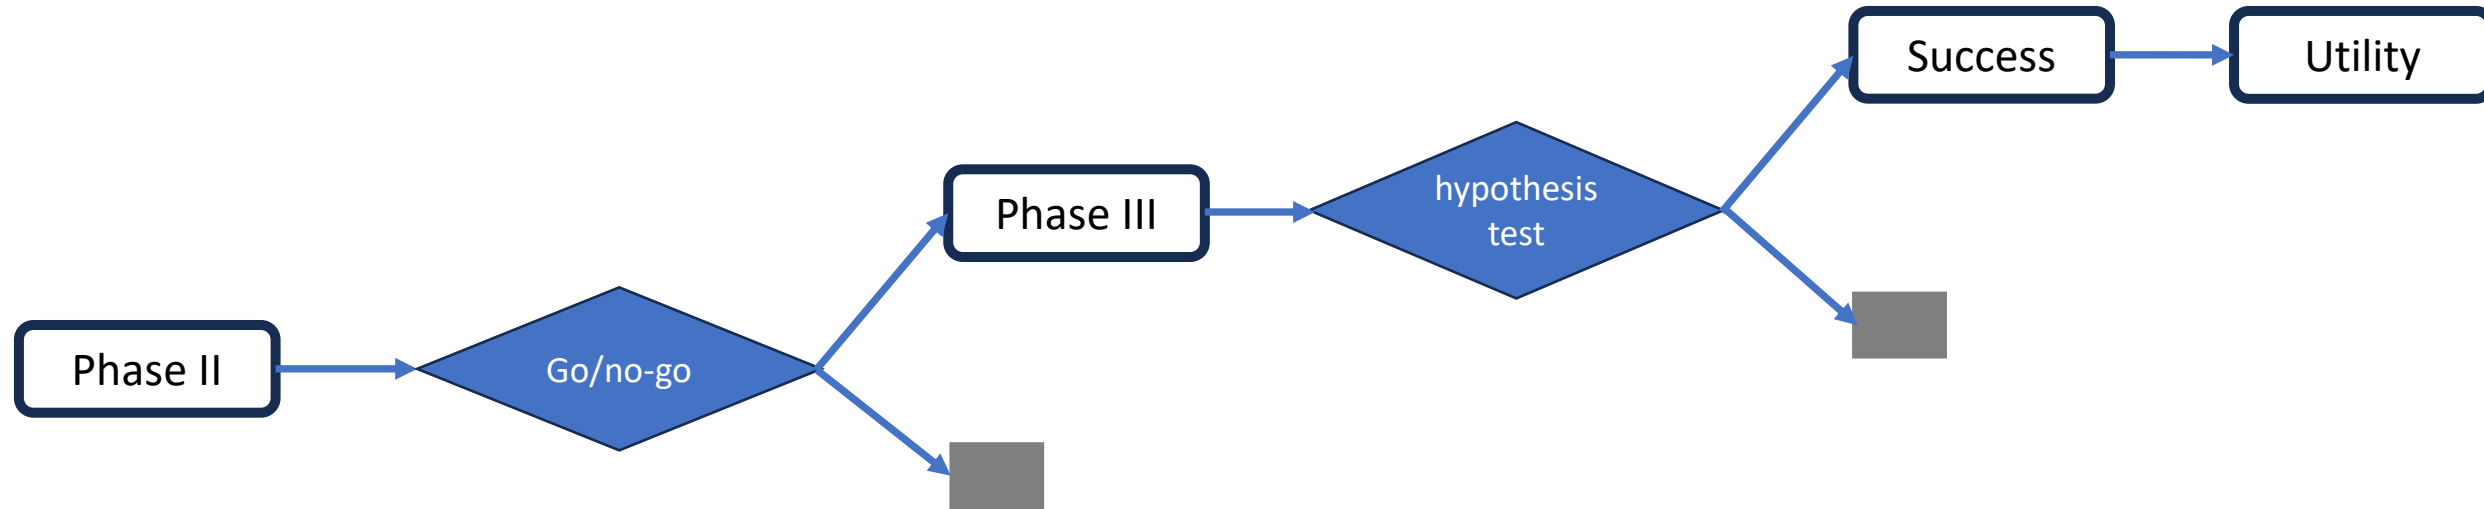 Phase II
Go/no-go
Phase III
hypothesis
test
Success
Utility